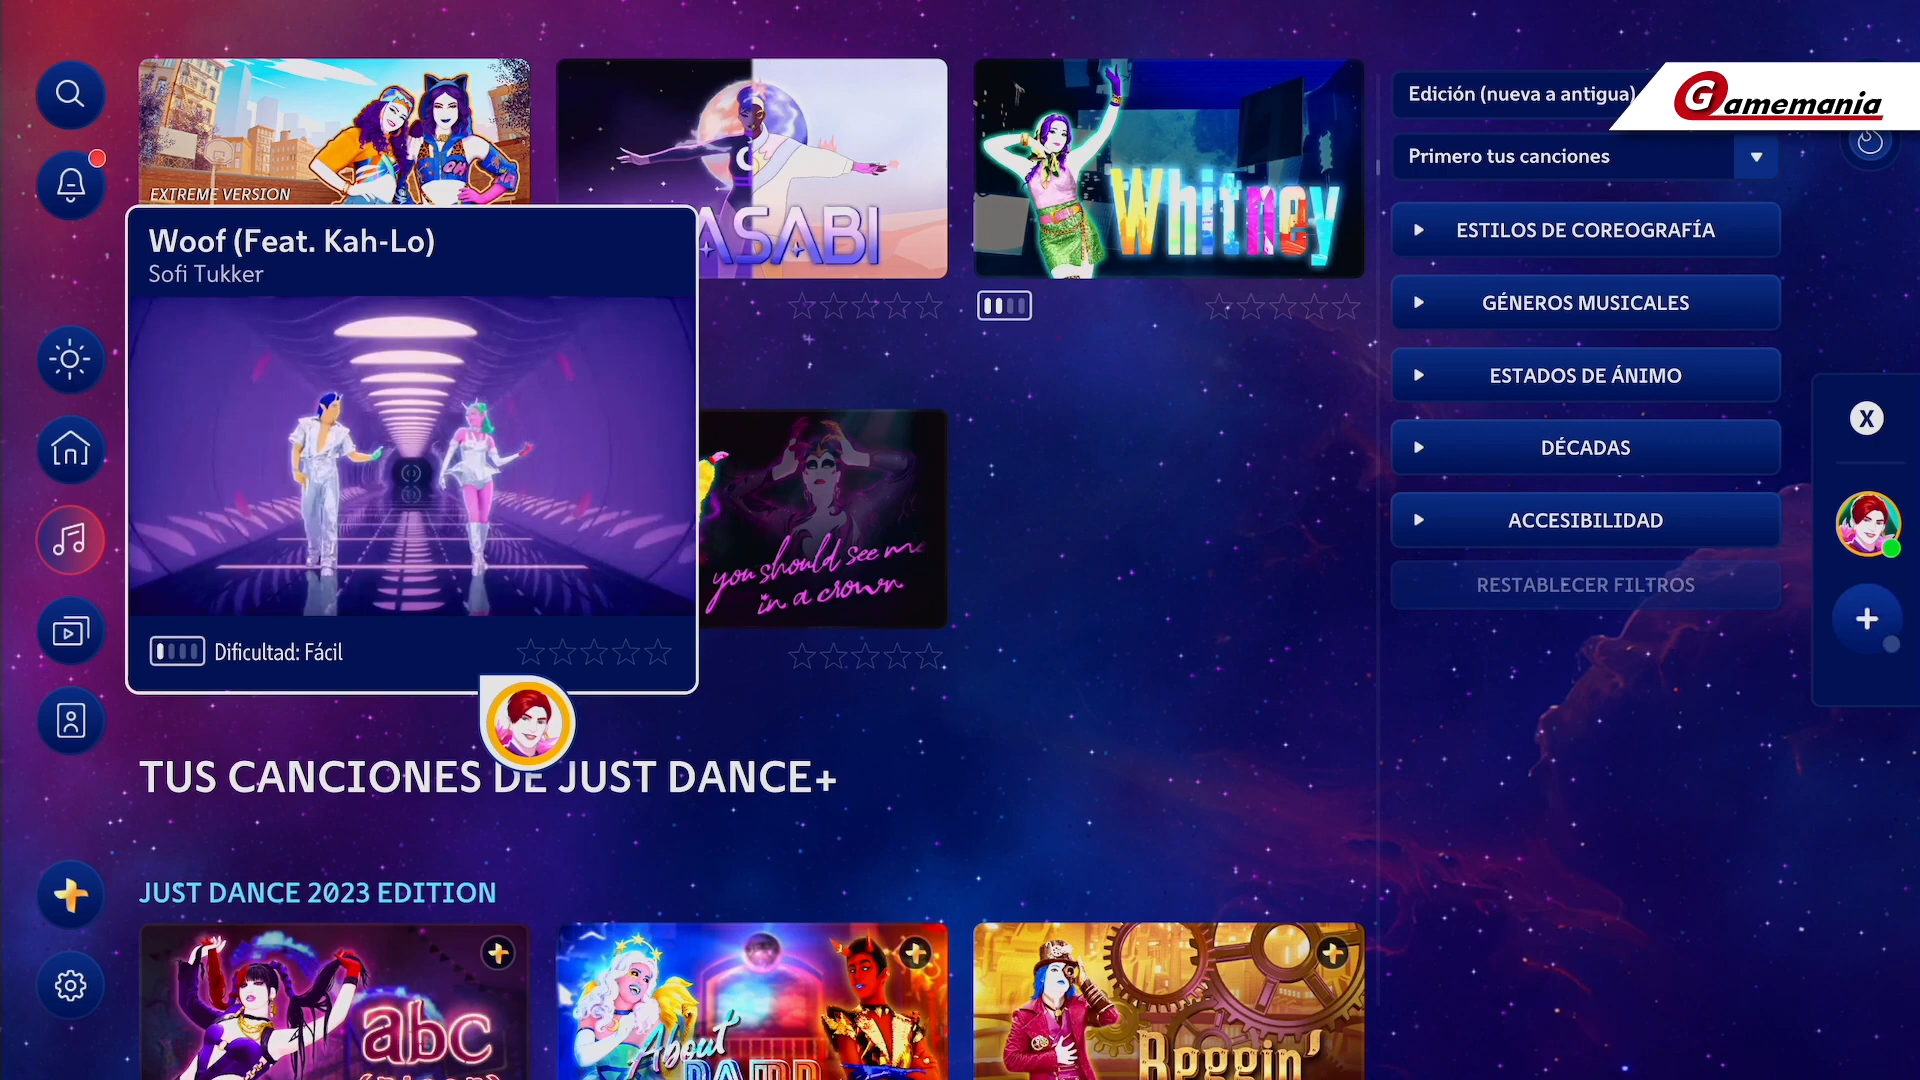 EXTREME VERSION
ASABI
Whitney
Woof (Feat. Kah-Lo)
Sofi Tukker
you should see me
in a crown
Dificultad: Fácil
TUS CANCIONES DE JUST DANCE+
JUST DANCE 2023 EDITION
abc
About
Beggin'
Edición (nueva a antigua)
Gamemania
Primero tus canciones
ESTILOS DE COREOGRAFÍA
GÉNEROS MUSICALES
ESTADOS DE ÁNIMO
DÉCADAS
ACCESIBILIDAD
RESTABLECER FILTROS
X